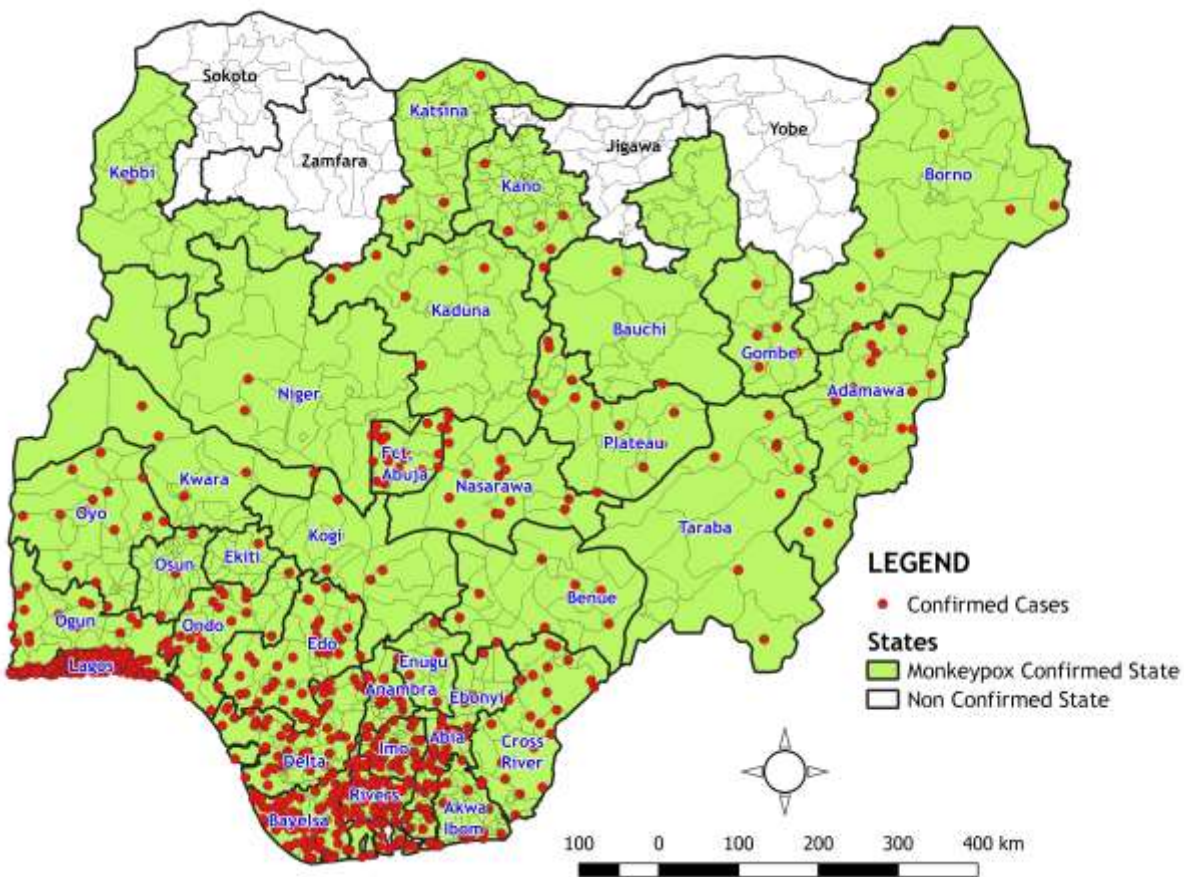 Sokoto
Katsina
Yobe
Zamfara
Jigawa
Kebbi
Kano
Borno
Kaduna
Bauchi
Gombe
Niger
Adamawa
Plateau
Fct,
Abuja
Kwara
Nasarawa
Oyo
Kogi
Taraba
Osun
Ekiti
LEGEND
Confirmed Cases
States
Monkeypox Confirmed State
Non Confirmed State
Benue
Ogun
Ondo
Edo
Lagos
Enugu
Anambra
Ebonyi
Abia
Imo
Cross
River
Delta
Rivers
Bayelsa
Akwa
Ibom
100 0 100 200 300 400 km